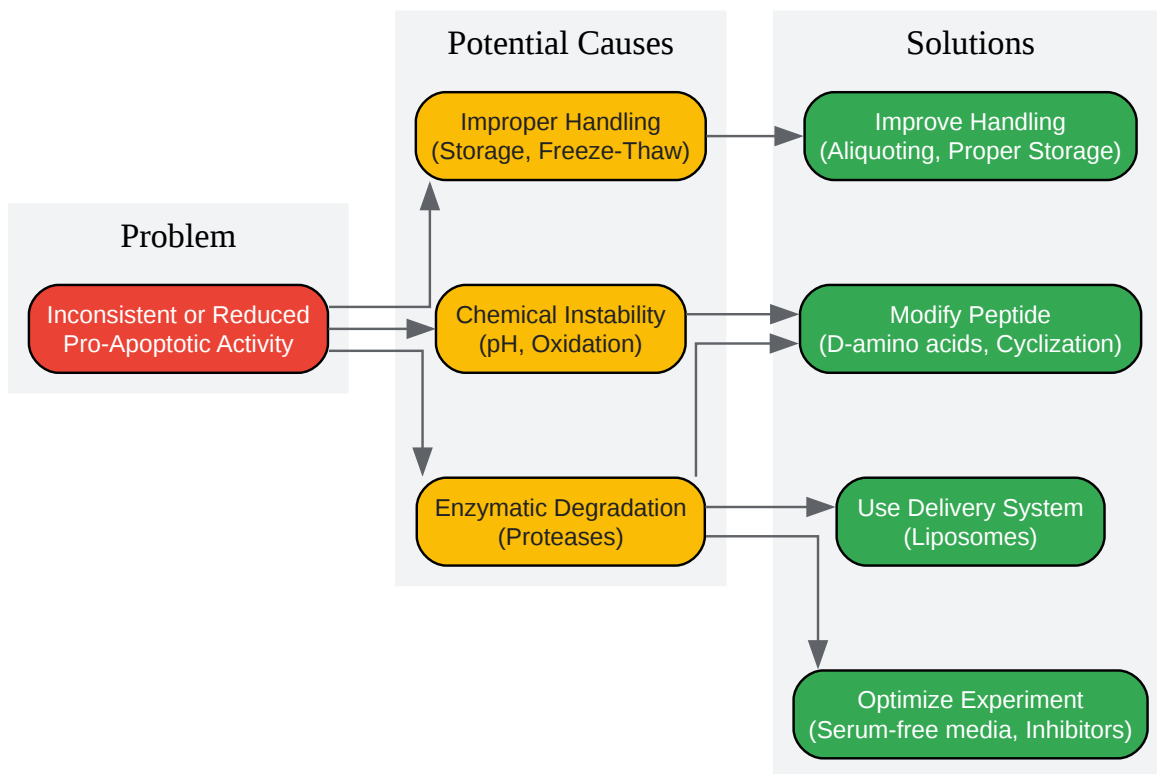 Problem
Inconsistent or Reduced
Pro-Apoptotic Activity
Potential Causes
Improper Handling
(Storage, Freeze-Thaw)
Chemical Instability
(pH, Oxidation)
Enzymatic Degradation
(Proteases)
Solutions
Improve Handling
(Aliquoting, Proper Storage)
Modify Peptide
(D-amino acids, Cyclization)
Use Delivery System
(Liposomes)
Optimize Experiment
(Serum-free media, Inhibitors)